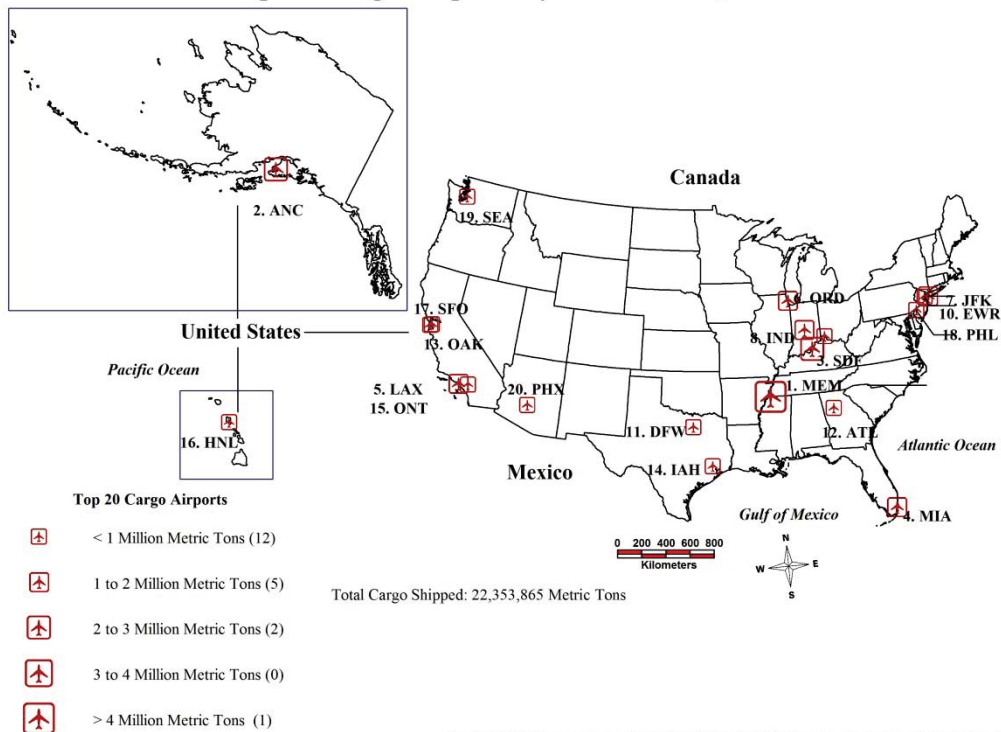 2. ANC
Canada
19. SEA
17. SFO
6. ORD
7. JFK
10. EWR
United States
8. IND
18. PHL
13. OAK
3. SDF
Pacific Ocean
5. LAX
20. PHX
1. MEM
15. ONT
16. HNL
11. DFW
12. ATL
Atlantic Ocean
14. IAH
Mexico
Top 20 Cargo Airports
Gulf of Mexico
4. MIA
< 1 Million Metric Tons (12)
0 200 400 600 800
Kilometers
N
W E
S
1 to 2 Million Metric Tons (5)
Total Cargo Shipped: 22,353,865 Metric Tons
2 to 3 Million Metric Tons (2)
3 to 4 Million Metric Tons (0)
> 4 Million Metric Tons (1)